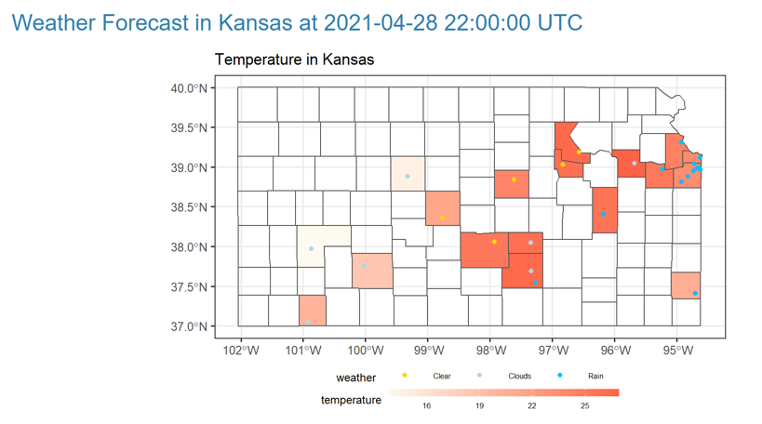 Weather Forecast in Kansas at 2021-04-28 22:00:00 UTC
Temperature in Kansas
40.0°N
39.5°N
39.0°N
38.5°N
38.0°N
37.5°N
37.0°N
102°W 101°W 100°W 99°W 98°W 97°W 96°W 95°W
weather Clear Clouds Rain
temperature
16 19 22 25